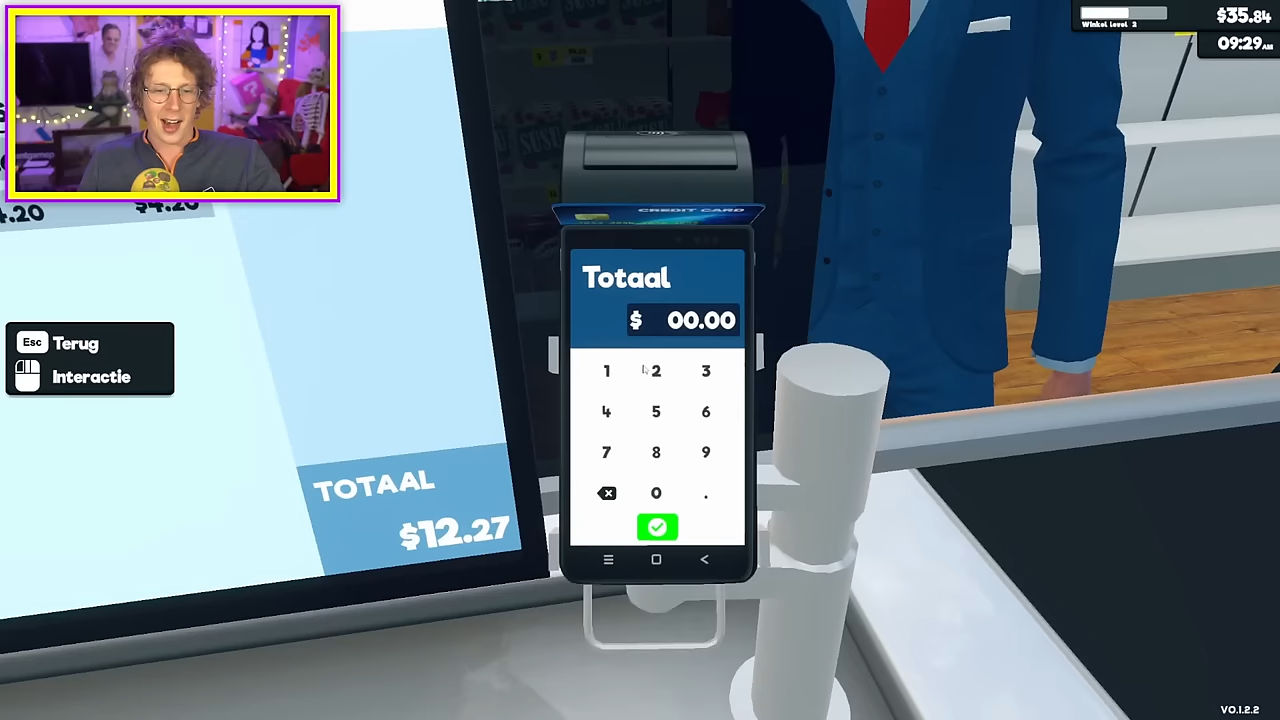 $35.84
Winkel level 2
09:29AM
4.20 $4.20
CREDIT CARD
Totaal
$ 00.00
1 2 3
4 5 6
7 8 9
0 .
Esc Terug
Interactie
TOTAAL
$12.27
V0.1.2.2